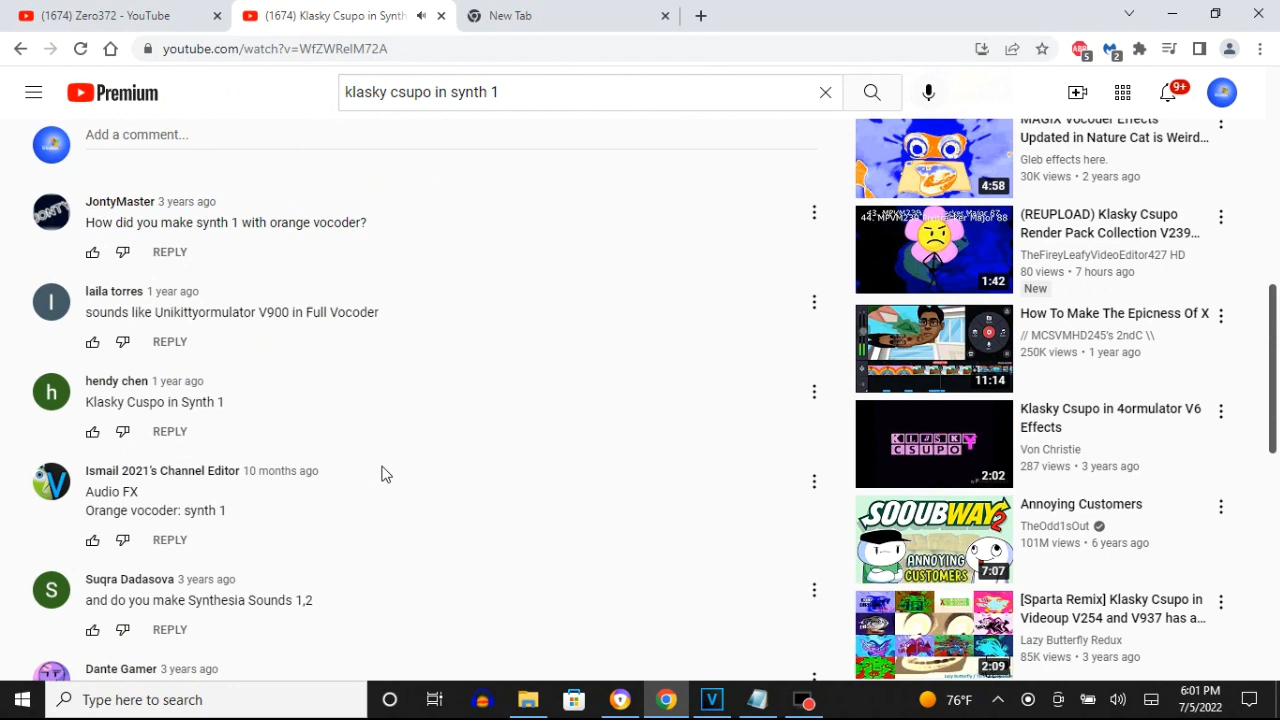 (1674) Zero372 - YouTube
(1674) Klasky Csupo in Synth
New Tab
youtube.com/watch?v=WfZWRelM72A
5
2
Premium
klasky csupo in synth 1
9+
Add a comment...
JontyMaster 3 years ago
How did you make synth 1 with orange vocoder?
REPLY
laila torres 1 year ago
sounds like Unikittyormulator V900 in Full Vocoder
REPLY
hendy chen 1 year ago
Klasky Cuspo in Synth 1
REPLY
Ismail 2021's Channel Editor 10 months ago
Audio FX
Orange vocoder: synth 1
REPLY
Suqra Dadasova 3 years ago
and do you make Synthesia Sounds 1,2
REPLY
Dante Gamer 3 years ago
MAGIX Vocoder Effects
Updated in Nature Cat is Weird...
Gleb effects here.
30K views • 2 years ago
4:58
(REUPLOAD) Klasky Csupo
Render Pack Collection V239...
TheFireyLeafyVideoEditor427 HD
80 views • 7 hours ago
New
1:42
How To Make The Epicness Of X
// MCSVMHD245's 2ndC \\
250K views • 1 year ago
11:14
Klasky Csupo in 4ormulator V6
Effects
Von Christie
287 views • 3 years ago
KLASKY
CSUPO
2:02
Annoying Customers
TheOdd1sOut
101M views • 6 years ago
SOOUBWAY 2
ANNOYING
CUSTOMERS
7:07
[Sparta Remix] Klasky Csupo in
Videoup V254 and V937 has a...
Lazy Butterfly Redux
85K views • 3 years ago
2:09
Type here to search
76°F
6:01 PM
7/5/2022